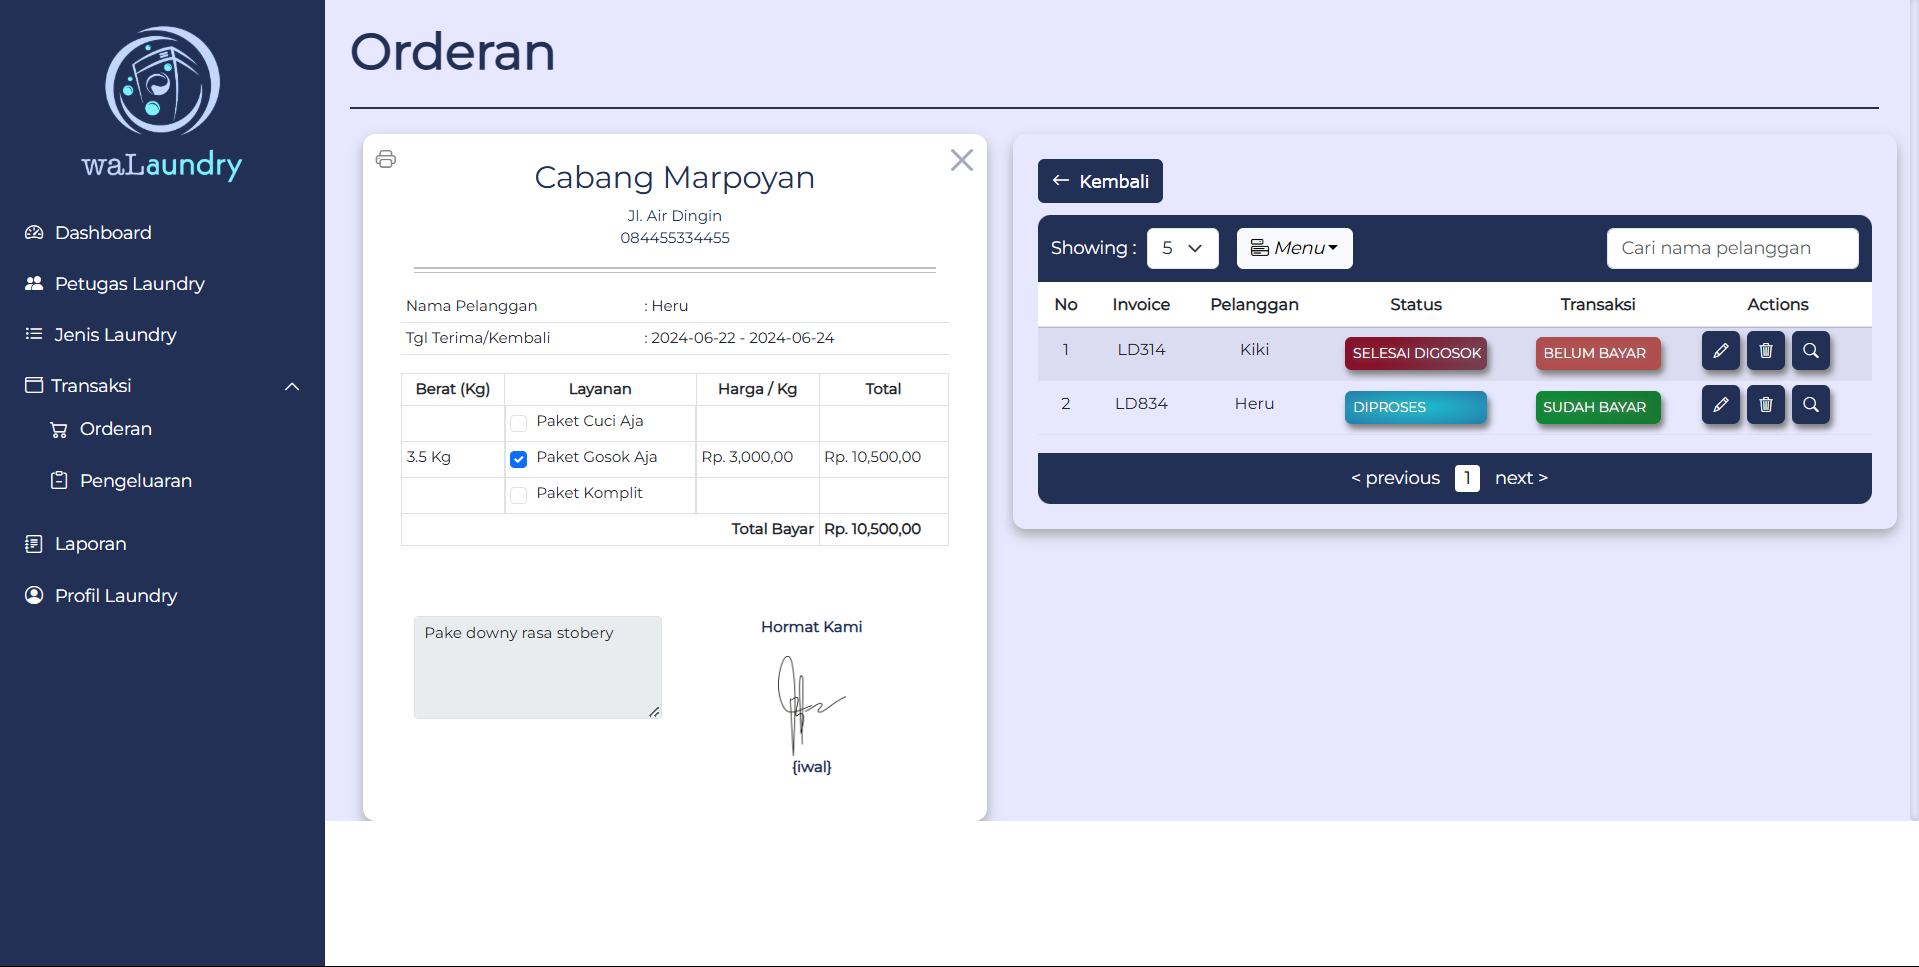 waLaundry
Dashboard
Petugas Laundry
Jenis Laundry
Transaksi
Orderan
Pengeluaran
Laporan
Profil Laundry
Orderan
Cabang Marpoyan
Jl. Air Dingin
084455334455
Nama Pelanggan : Heru
Tgl Terima/Kembali : 2024-06-22 - 2024-06-24
Berat (Kg) Layanan Harga / Kg Total
Paket Cuci Aja
3.5 Kg Paket Gosok Aja Rp. 3,000,00 Rp. 10,500,00
Paket Komplit
Total Bayar Rp. 10,500,00
Pake downy rasa stobery
Hormat Kami
{iwal}
Kembali
Showing : 5 Menu Cari nama pelanggan
No Invoice Pelanggan Status Transaksi Actions
1 LD314 Kiki SELESAI DIGOSOK BELUM BAYAR
2 LD834 Heru DIPROSES SUDAH BAYAR
< previous 1 next >